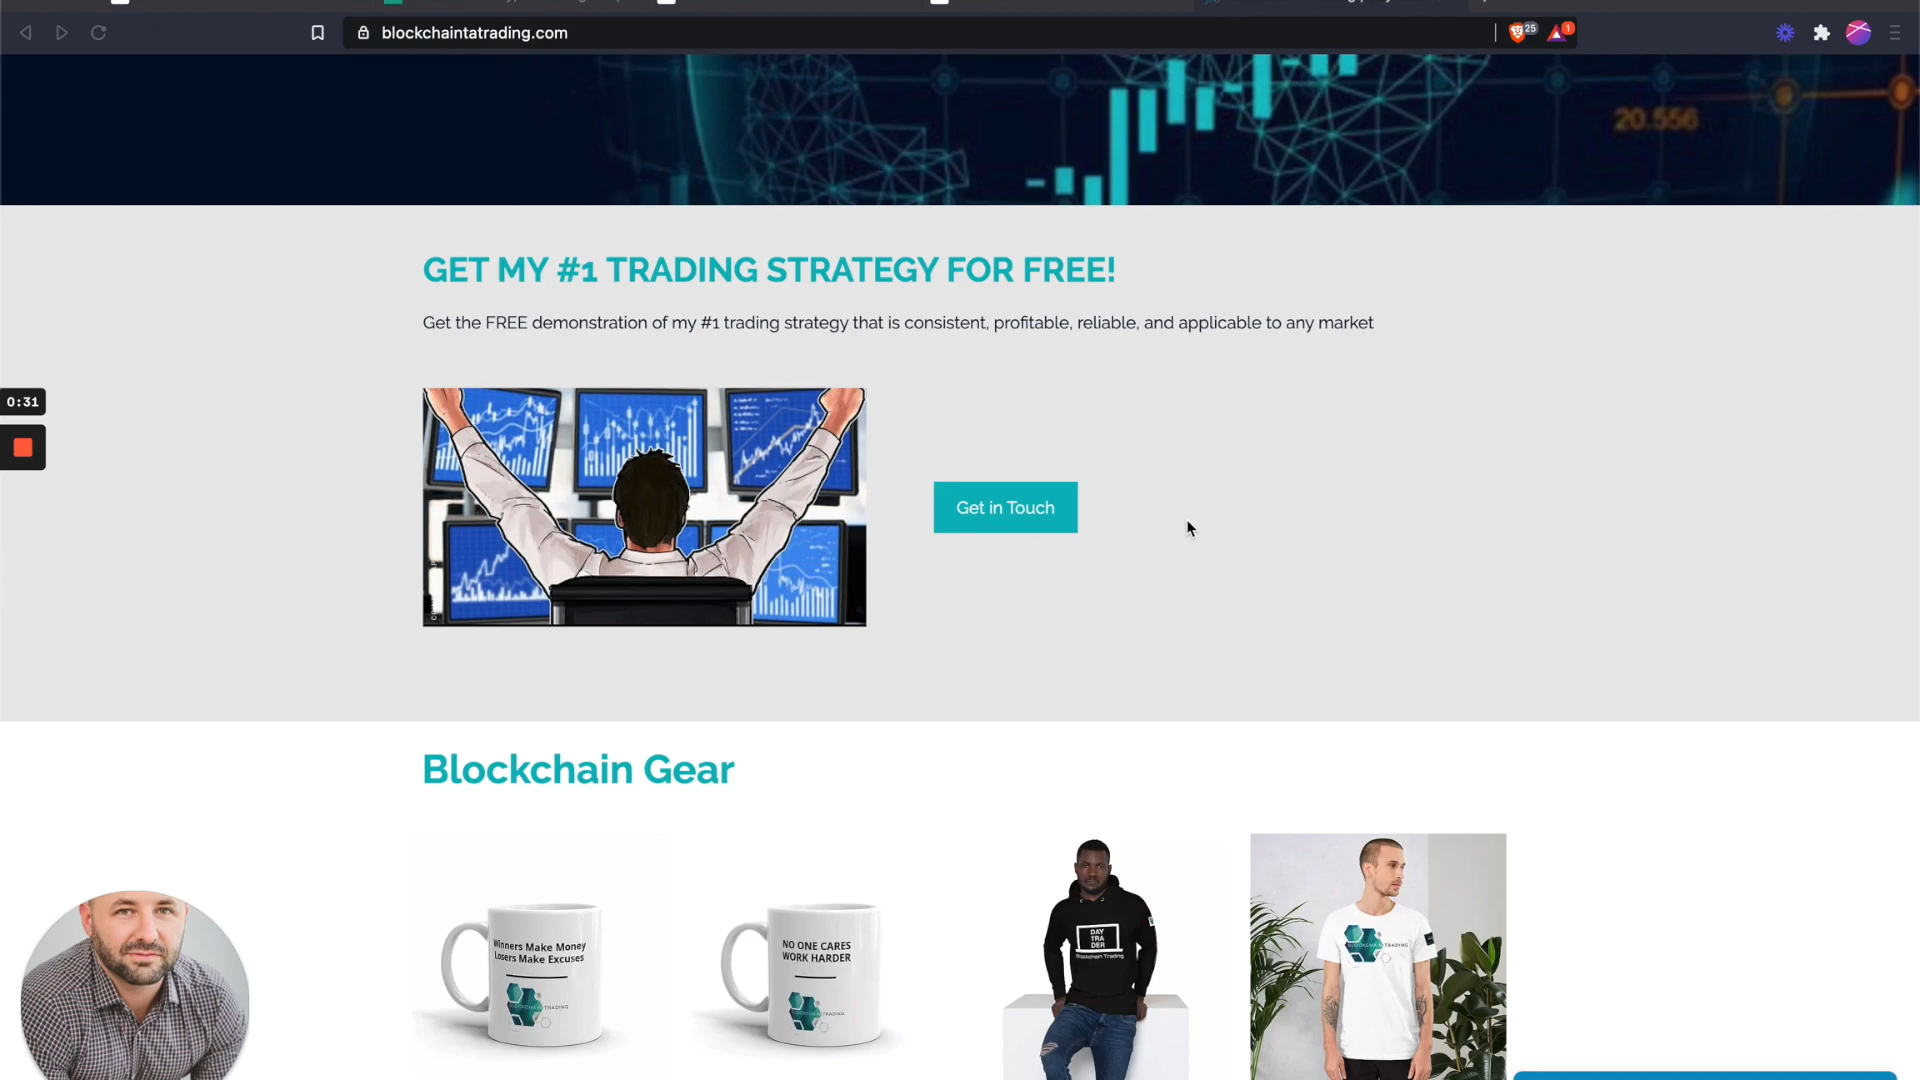 blockchaintatrading.com
25
1
20.556
GET MY #1 TRADING STRATEGY FOR FREE!
Get the FREE demonstration of my #1 trading strategy that is consistent, profitable, reliable, and applicable to any market
0:31
Get in Touch
Blockchain Gear
Winners Make Money
Losers Make Excuses
BLOCKCHAIN TRADING
NO ONE CARES
WORK HARDER
BLOCKCHAIN TRADING
DAY
TRA
DER
Blockchain Trading
BLOCKCHAIN TRADING